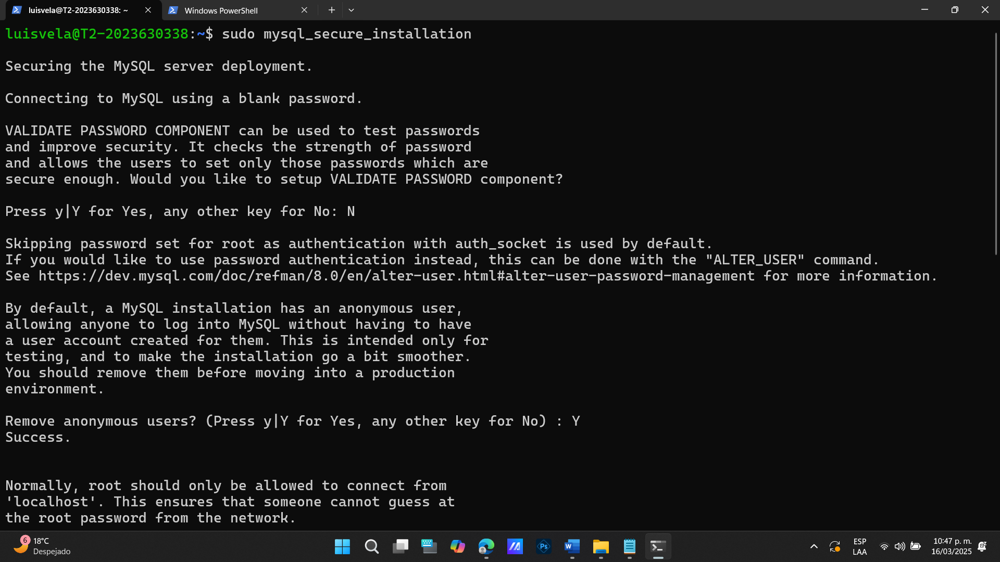 luisvela@T2-2023630338: ~
Windows PowerShell
luisvela@T2-2023630338:~$ sudo mysql_secure_installation
Securing the MySQL server deployment.
Connecting to MySQL using a blank password.
VALIDATE PASSWORD COMPONENT can be used to test passwords
and improve security. It checks the strength of password
and allows the users to set only those passwords which are
secure enough. Would you like to setup VALIDATE PASSWORD component?
Press y|Y for Yes, any other key for No: N
Skipping password set for root as authentication with auth_socket is used by default.
If you would like to use password authentication instead, this can be done with the "ALTER_USER" command.
See https://dev.mysql.com/doc/refman/8.0/en/alter-user.html#alter-user-password-management for more information.
By default, a MySQL installation has an anonymous user,
allowing anyone to log into MySQL without having to have
a user account created for them. This is intended only for
testing, and to make the installation go a bit smoother.
You should remove them before moving into a production
environment.
Remove anonymous users? (Press y|Y for Yes, any other key for No) : Y
Success.
Normally, root should only be allowed to connect from
'localhost'. This ensures that someone cannot guess at
the root password from the network.
6
18°C
Despejado
Ps
W
ESP
LAA
10:47 p. m.
16/03/2025